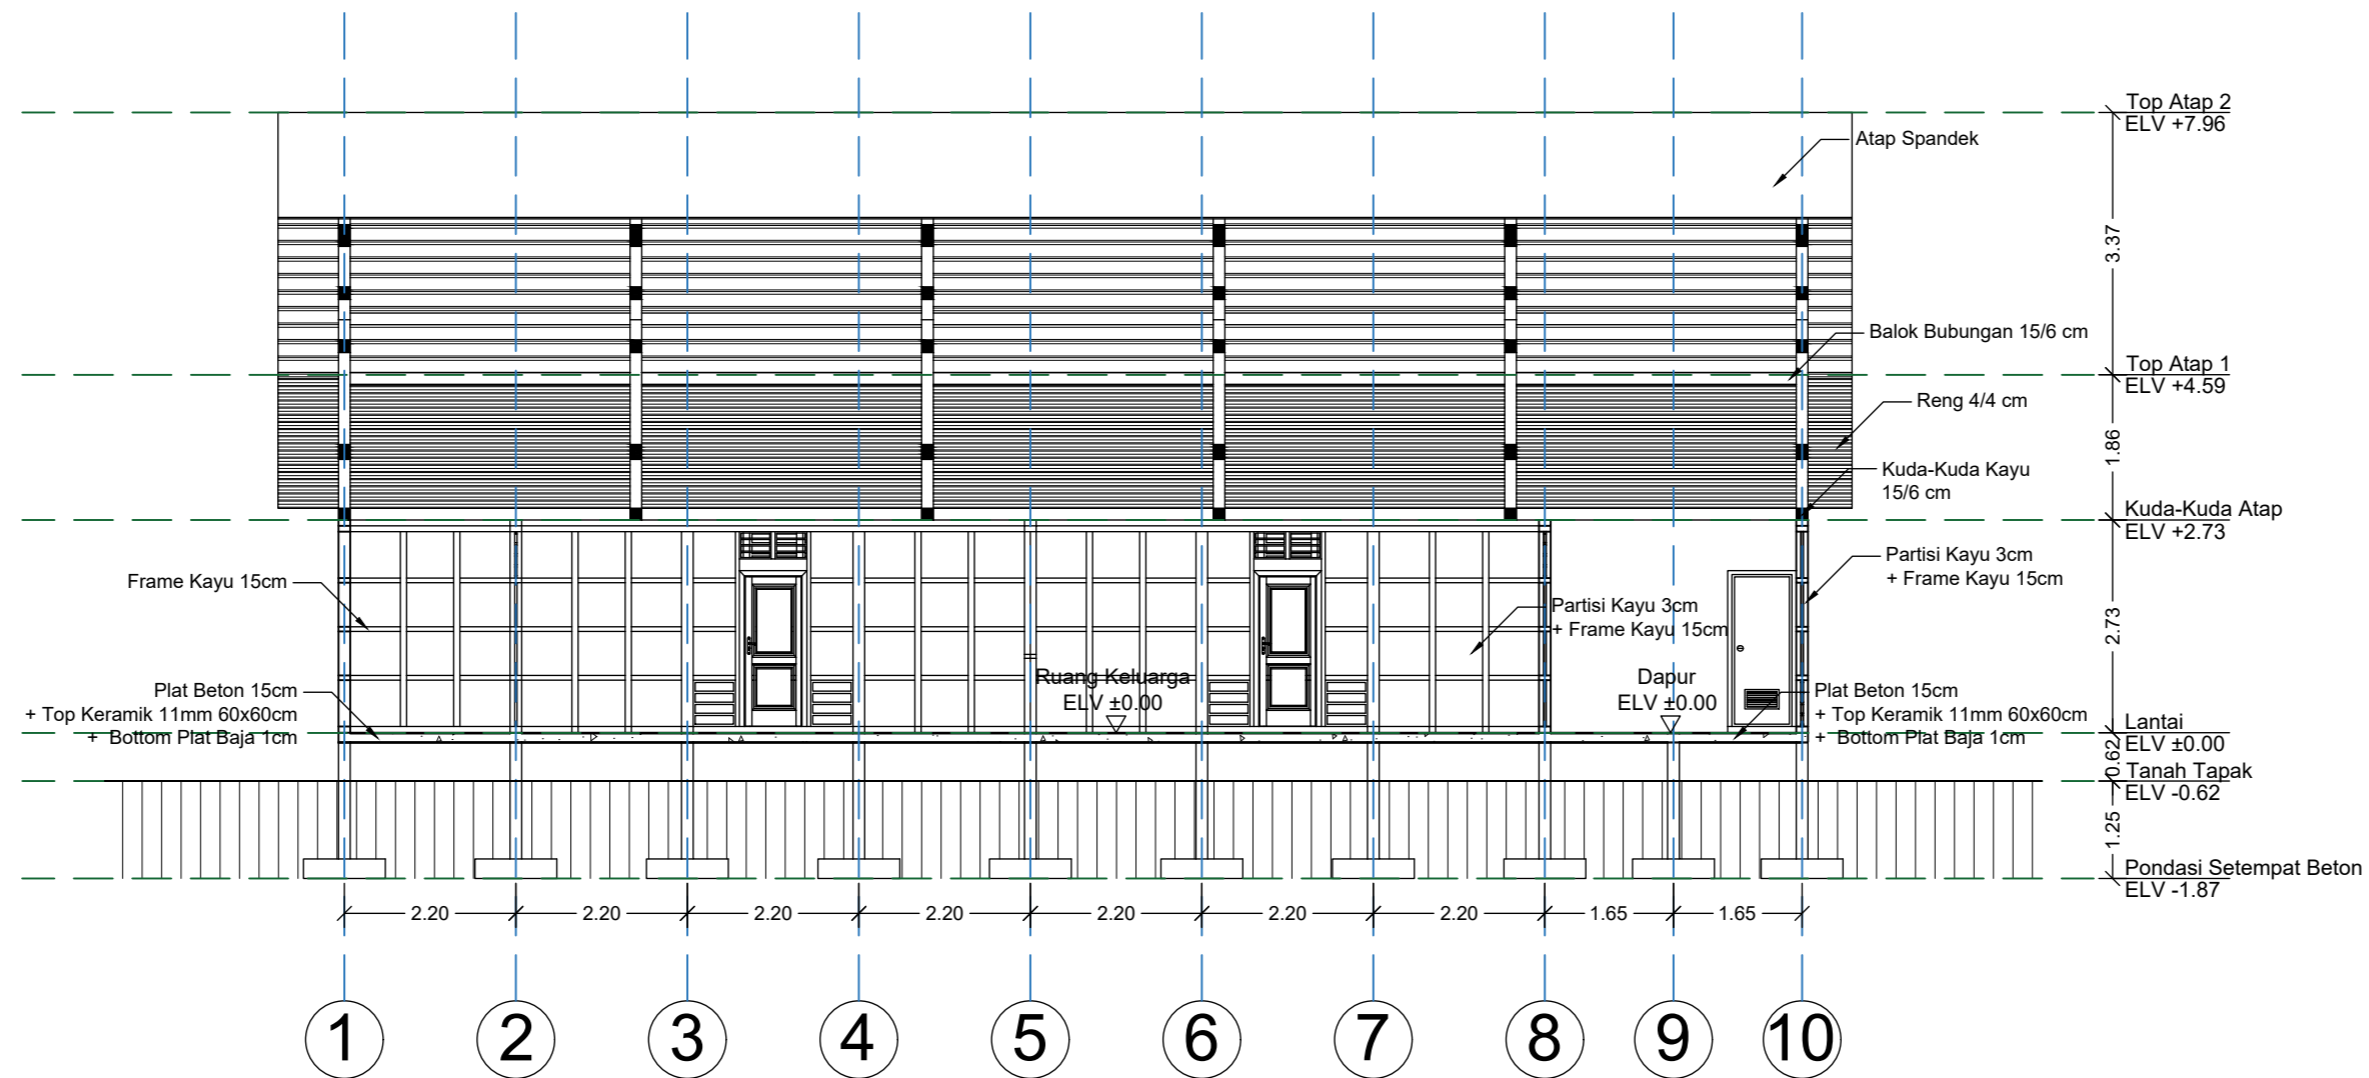 Top Atap 2
ELV +7.96
Atap Spandek
3.37
Balok Bubungan 15/6 cm
Top Atap 1
ELV +4.59
Reng 4/4 cm
1.86
Kuda-Kuda Kayu
15/6 cm
Kuda-Kuda Atap
ELV +2.73
Partisi Kayu 3cm
+ Frame Kayu 15cm
Frame Kayu 15cm
Partisi Kayu 3cm
+ Frame Kayu 15cm
2.73
Ruang Keluarga
ELV ±0.00
Dapur
ELV ±0.00
Plat Beton 15cm
+ Top Keramik 11mm 60x60cm
+ Bottom Plat Baja 1cm
Plat Beton 15cm
+ Top Keramik 11mm 60x60cm
+ Bottom Plat Baja 1cm
Lantai
ELV ±0.00
0.62
Tanah Tapak
ELV -0.62
1.25
Pondasi Setempat Beton
ELV -1.87
2.20 2.20 2.20 2.20 2.20 2.20 2.20 1.65 1.65
1 2 3 4 5 6 7 8 9 10